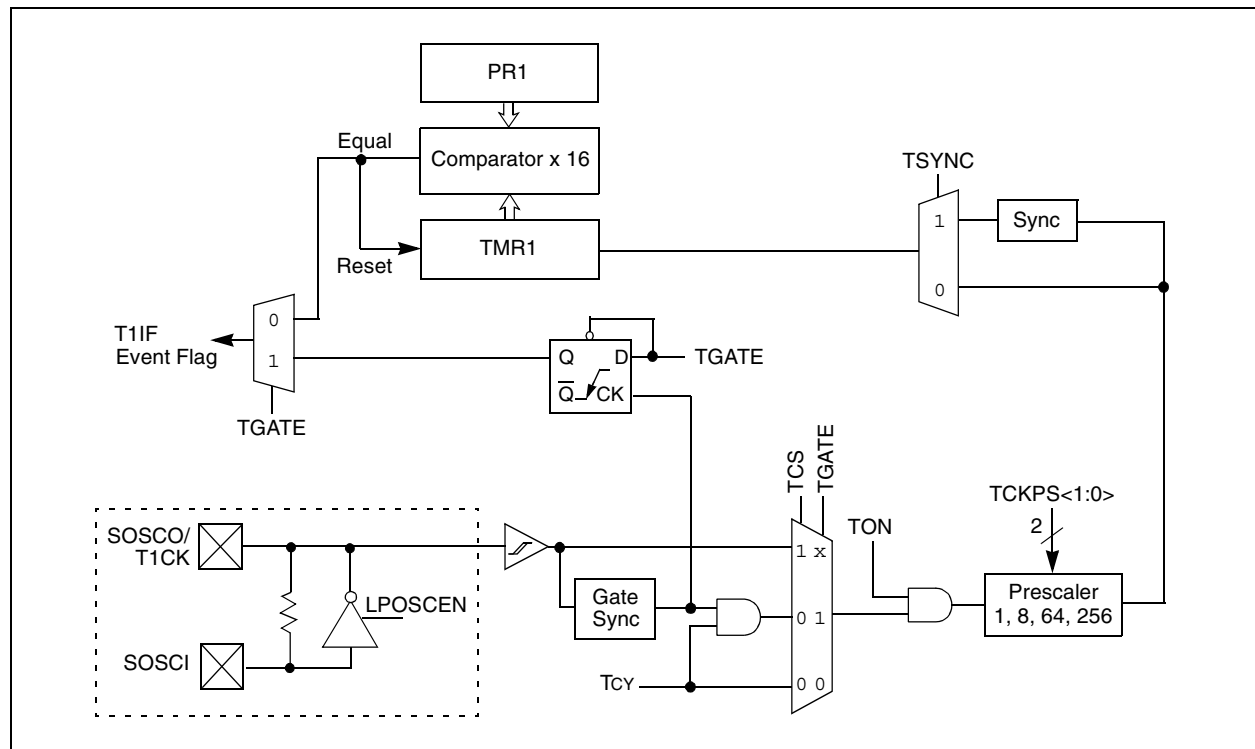 PR1
Equal
Comparator x 16
TSYNC
1
Sync
TMR1
Reset
0
0
T1IF
Event Flag
1
Q
D
TGATE
Q̅
CK
TGATE
TCS
TGATE
TCKPS<1:0>
SOSCO/
T1CK
TON
2
1 x
LPOSCEN
Gate
Sync
0 1
Prescaler
1, 8, 64, 256
SOSCI
TCY
0 0